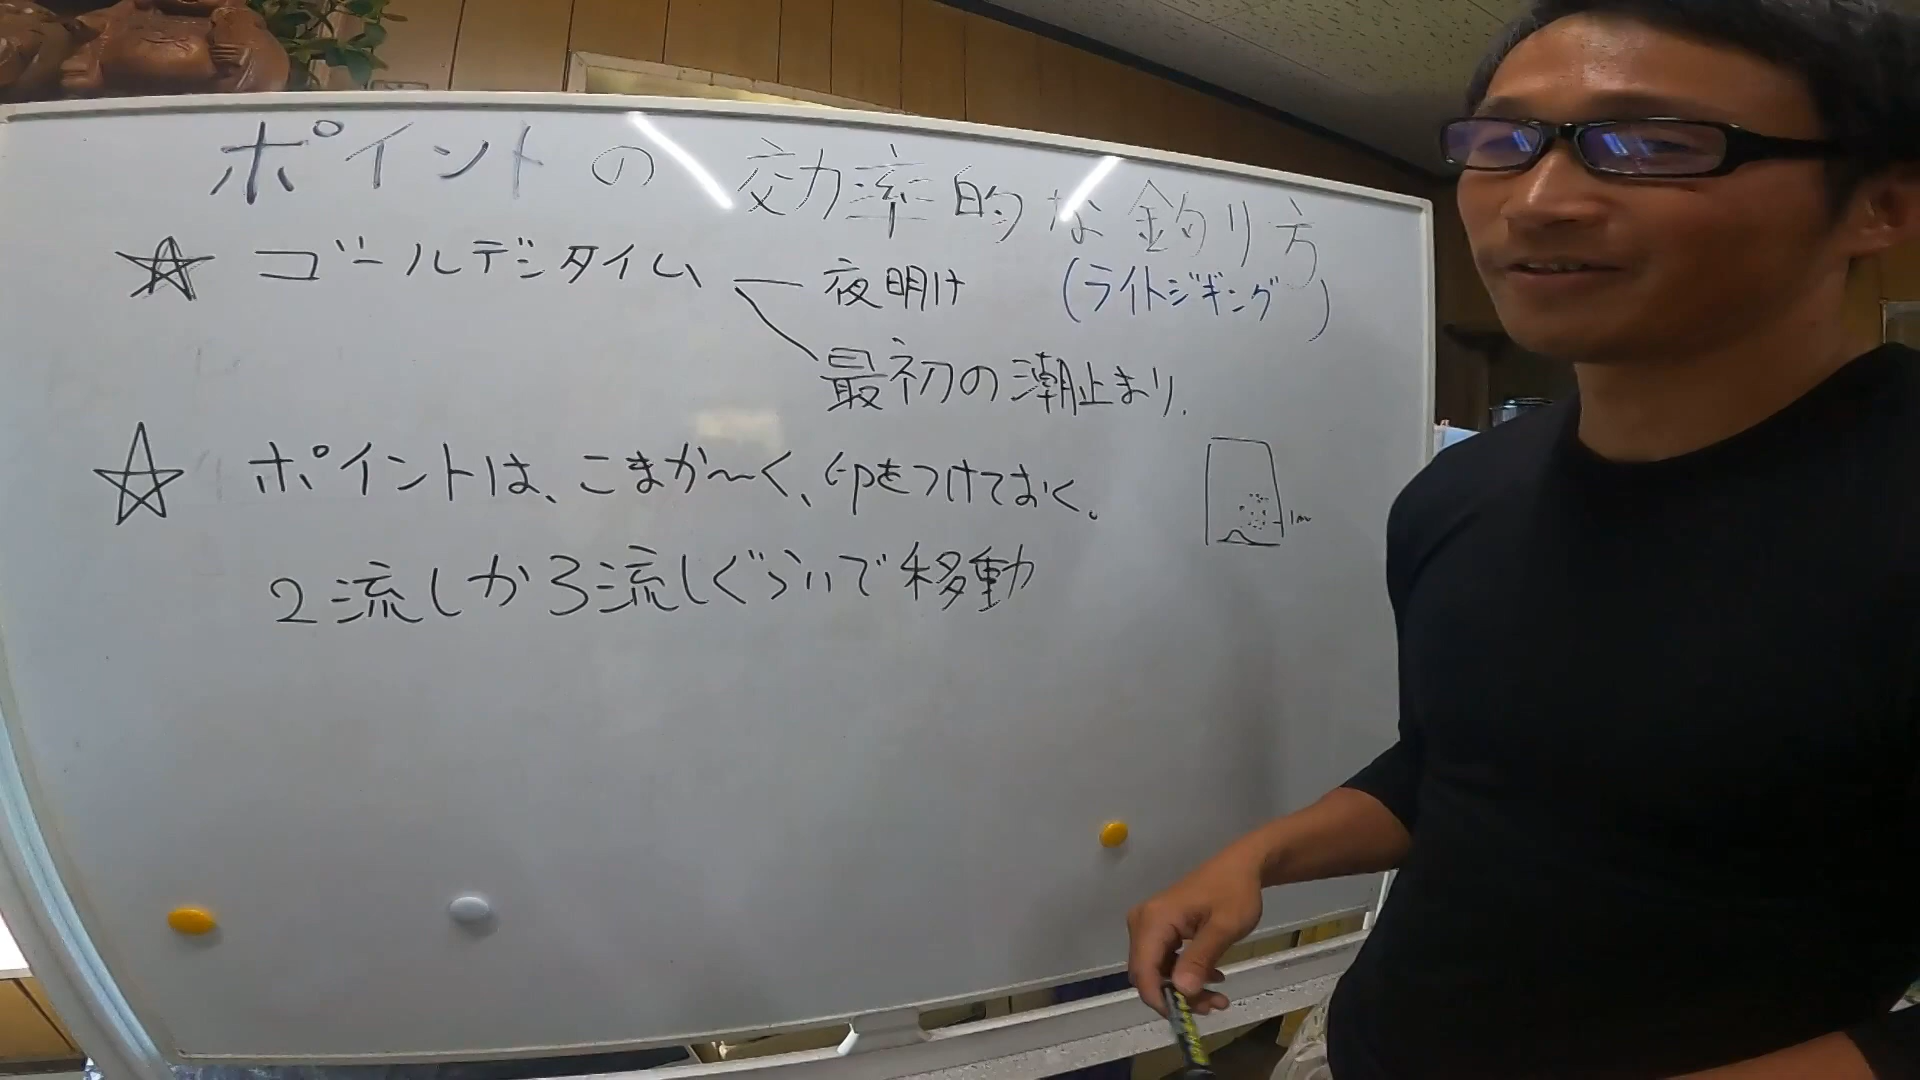 ポイントの効率的な釣り方
☆ ゴールデンタイム 夜明け (ライトジギング)
最初の潮止まり.
☆ ポイントは、こまか〜く、印をつけておく。
1m
2流しか3流しぐらいで移動